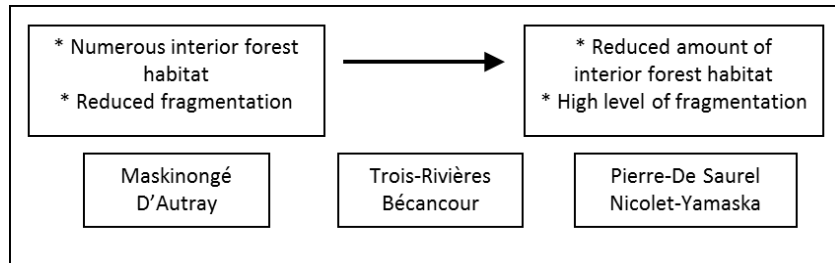 * Numerous interior forest
habitat
* Reduced fragmentation
* Reduced amount of
interior forest habitat
* High level of fragmentation
Maskinongé
D’Autray
Trois-Rivières
Bécancour
Pierre-De Saurel
Nicolet-Yamaska